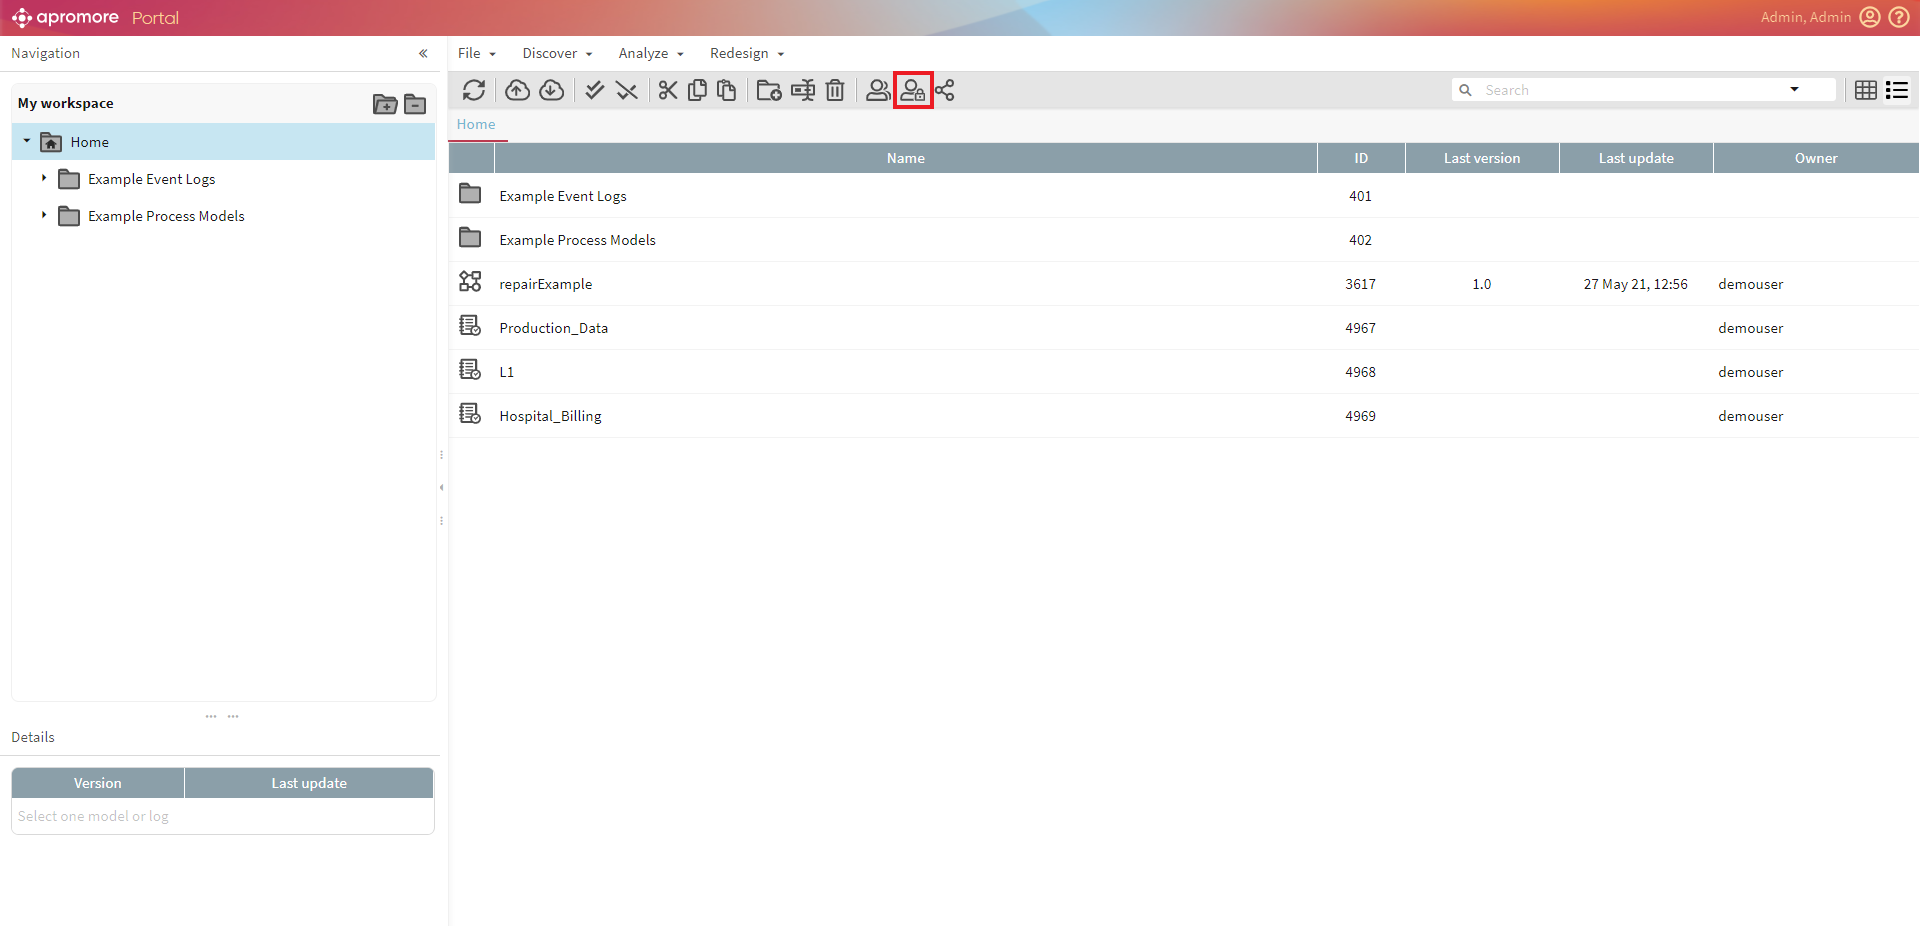 apromore Portal Admin, Admin
Navigation
File Discover Analyze Redesign
My workspace
Search
Home
Home
Name ID Last version Last update Owner
Example Event Logs
Example Process Models
Example Event Logs 401
Example Process Models 402
repairExample 3617 1.0 27 May 21, 12:56 demouser
Production_Data 4967 demouser
L1 4968 demouser
Hospital_Billing 4969 demouser
Details
Version Last update
Select one model or log